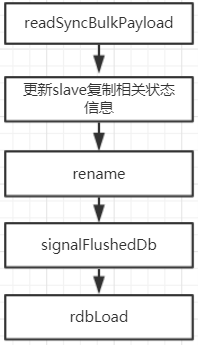 readSyncBulkPayload
更新slave复制相关状态
信息
rename
signalFlushedDb
rdbLoad